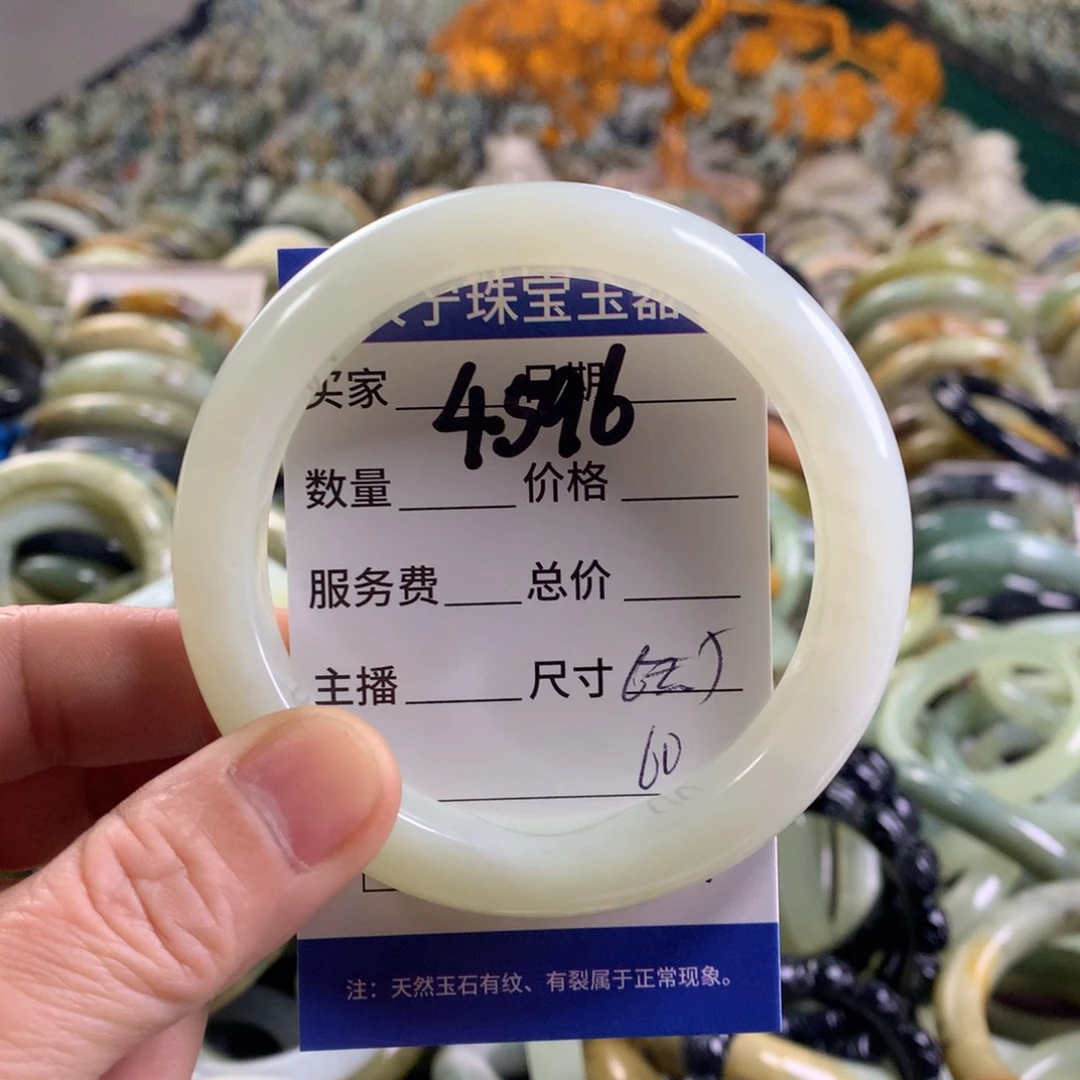 宁珠宝玉器
买家 日期
4596
数量 价格
服务费 总价
主播 尺寸
60
注：天然玉石有纹、有裂属于正常现象。